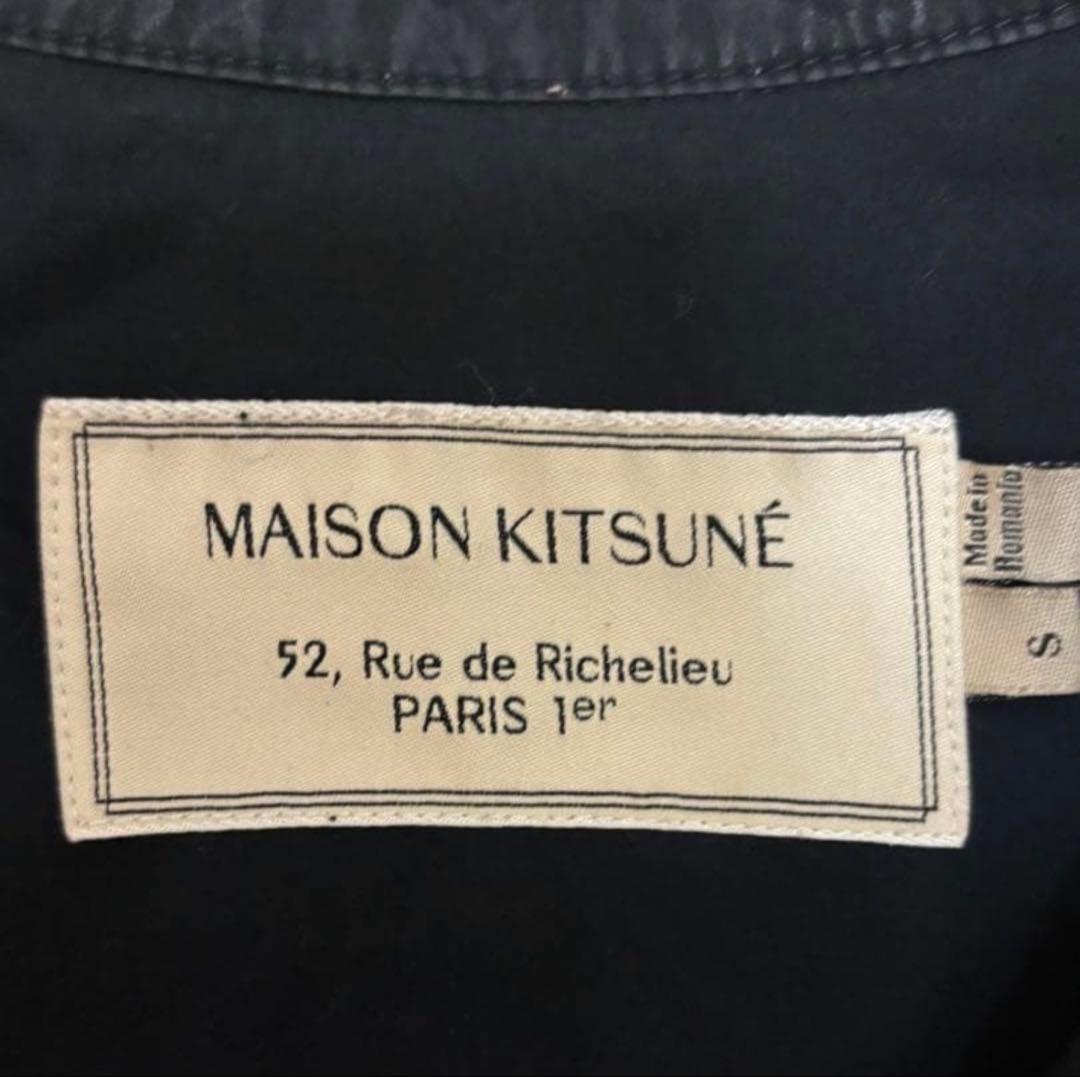 MAISON KITSUNÉ
52, Rue de Richelieu
PARIS 1er
Made in
Romania
S